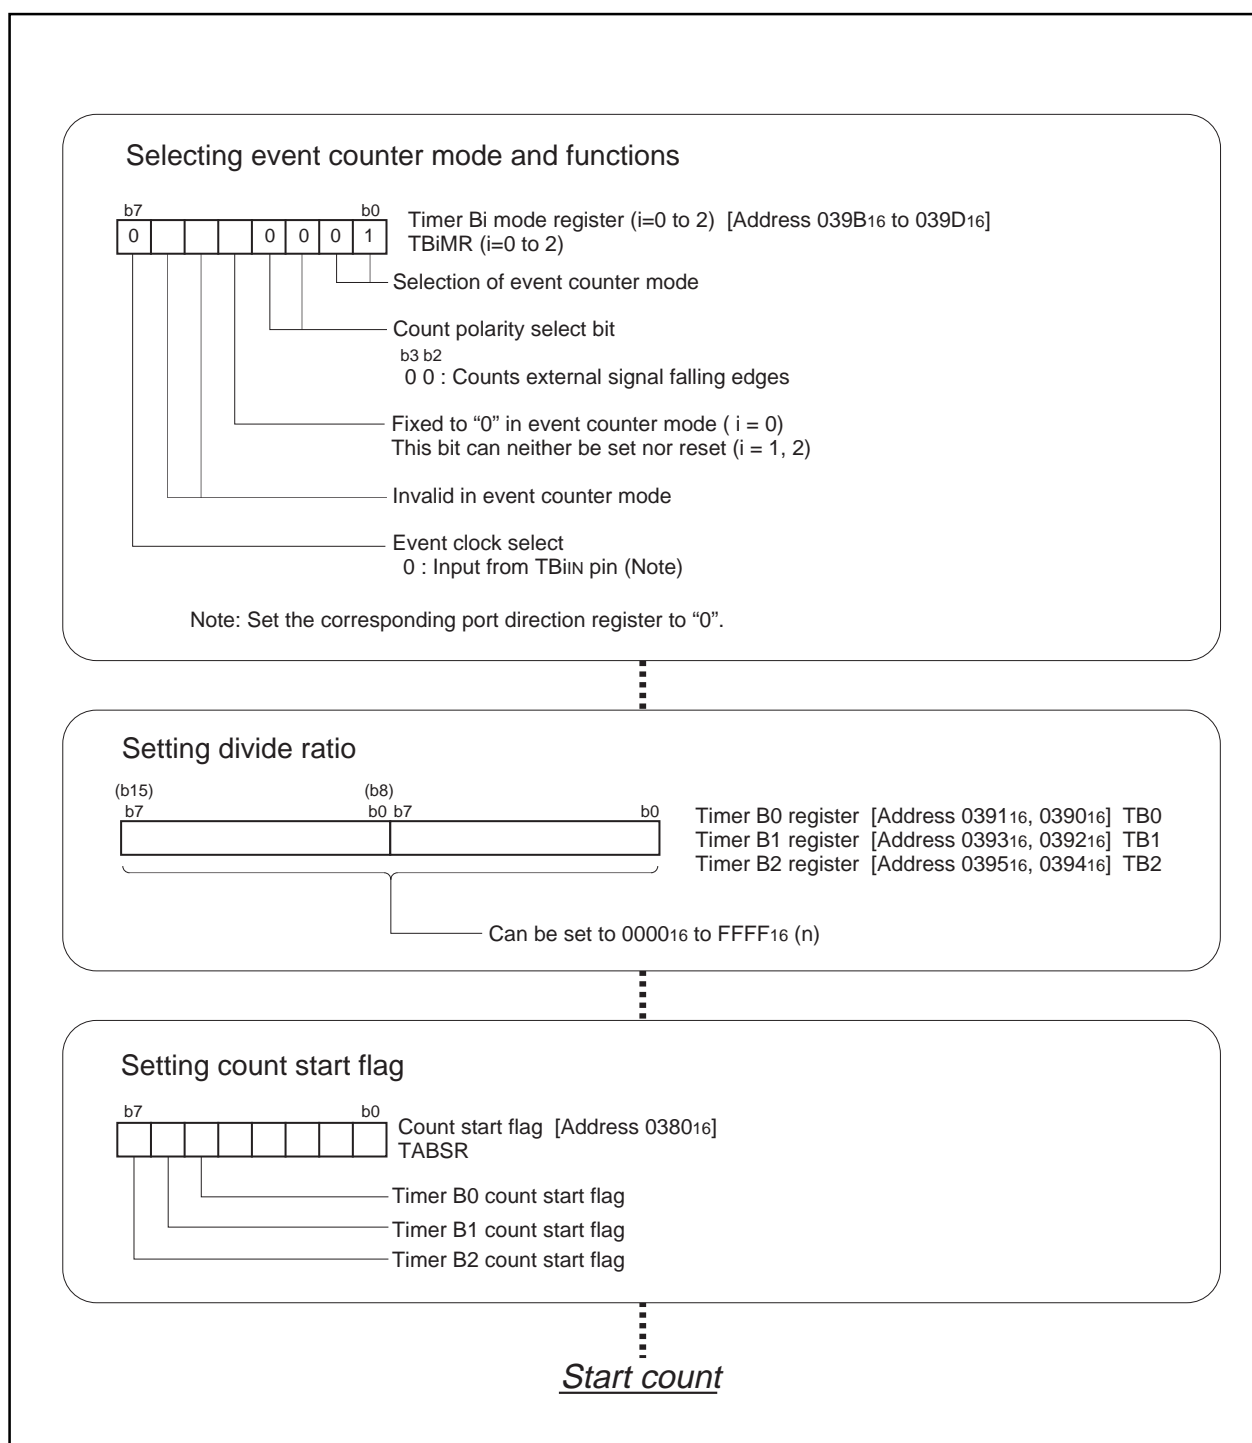 Selecting event counter mode and functions
b7 b0
0 0 0 0 1
Timer Bi mode register (i=0 to 2) [Address 039B16 to 039D16]
TBiMR (i=0 to 2)
Selection of event counter mode
Count polarity select bit
b3 b2
0 0 : Counts external signal falling edges
Fixed to “0” in event counter mode ( i = 0)
This bit can neither be set nor reset (i = 1, 2)
Invalid in event counter mode
Event clock select
0 : Input from TBiIN pin (Note)
Note: Set the corresponding port direction register to “0”.
Setting divide ratio
(b15) (b8)
b7 b0 b7 b0
Timer B0 register [Address 039116, 039016] TB0
Timer B1 register [Address 039316, 039216] TB1
Timer B2 register [Address 039516, 039416] TB2
Can be set to 000016 to FFFF16 (n)
Setting count start flag
b7 b0
Count start flag [Address 038016]
TABSR
Timer B0 count start flag
Timer B1 count start flag
Timer B2 count start flag
Start count